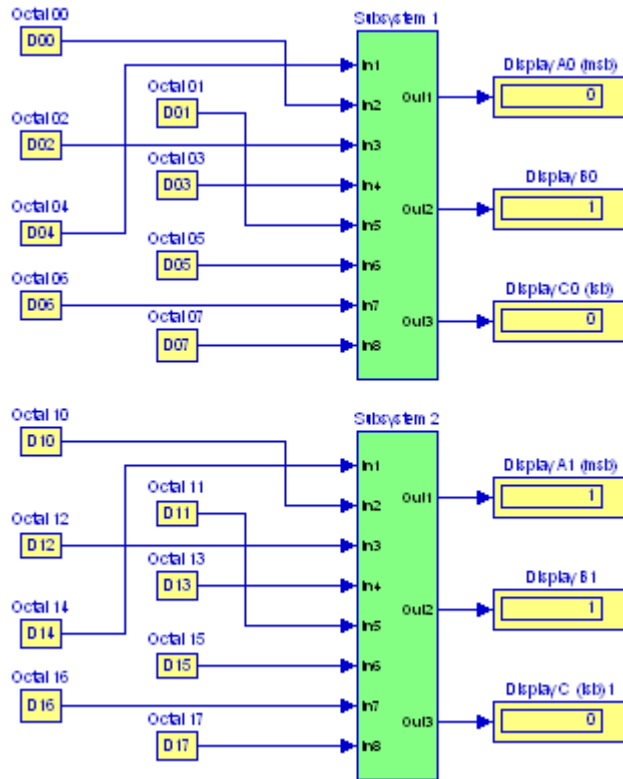 Octal 00
D00
Octal 01
D01
Octal 02
D02
Octal 03
D03
Octal 04
D04
Octal 05
D05
Octal 06
D06
Octal 07
D07
Subsystem 1
In1
In2
In3
In4
In5
In6
In7
In8
Out1
Out2
Out3
Display A0 (msb)
0
Display B0
1
Display C0 (lsb)
0
Octal 10
D10
Octal 11
D11
Octal 12
D12
Octal 13
D13
Octal 14
D14
Octal 15
D15
Octal 16
D16
Octal 17
D17
Subsystem 2
In1
In2
In3
In4
In5
In6
In7
In8
Out1
Out2
Out3
Display A1 (msb)
1
Display B1
1
Display C (lsb) 1
0